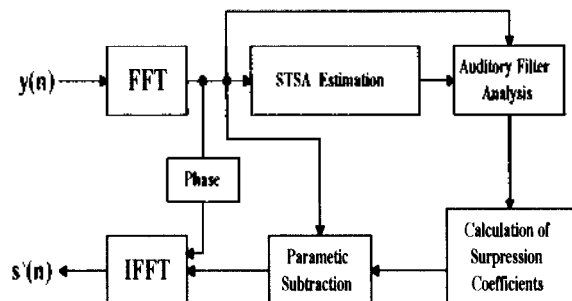 y(n)
FFT
STSA Estimation
Auditory Filter
Analysis
Phase
s`(n)
IFFT
Parametic
Subtraction
Calculation of
Surpression
Coefficients